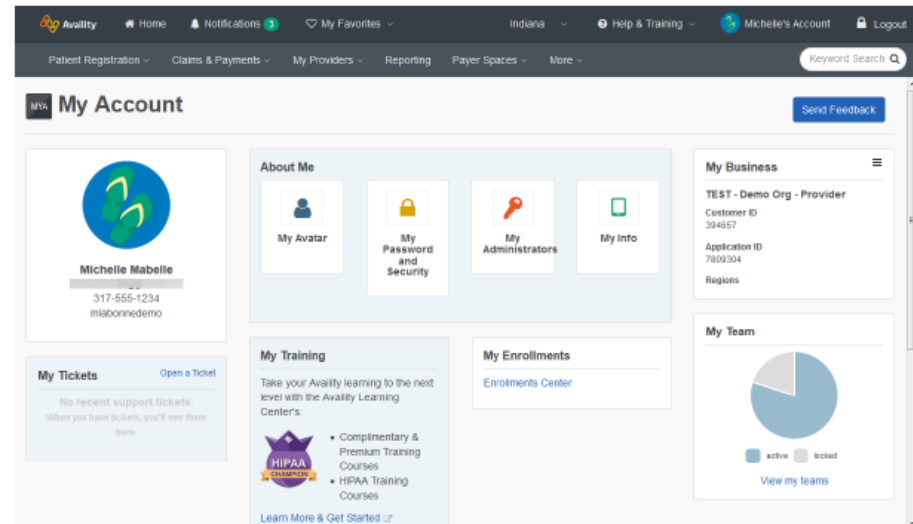 Availity Home Notifications 3 My Favorites Indiana Help & Training Michelle's Account Logout
Patient Registration Claims & Payments My Providers Reporting Payer Spaces More Keyword Search
MYA My Account
Send Feedback
Michelle Mabelle
317-555-1234
mlabonnedemo
My Tickets Open a Ticket
No recent support tickets.
When you have tickets, you'll see them
here.
About Me
My Avatar
My
Password
and
Security
My
Administrators
My Info
My Training
Take your Availity learning to the next
level with the Availity Learning
Center's:
HIPAA
CHAMPION
• Complimentary &
Premium Training
Courses
• HIPAA Training
Courses
Learn More & Get Started
My Enrollments
Enrollments Center
My Business
TEST - Demo Org - Provider
Customer ID
394657
Application ID
7809304
Regions
My Team
active locked
View my teams